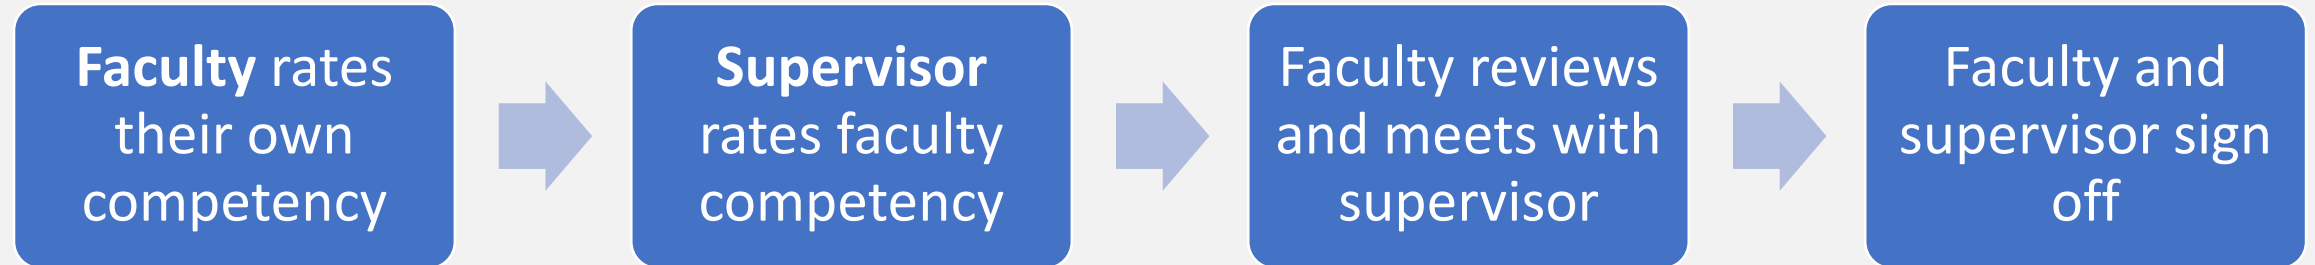 Faculty rates
their own
competency
Supervisor
rates faculty
competency
Faculty reviews
and meets with
supervisor
Faculty and
supervisor sign
off